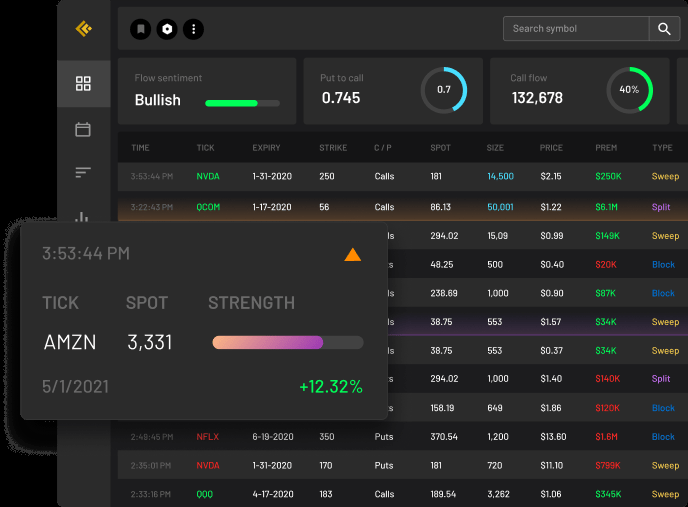 Search symbol
Flow sentiment
Bullish
Put to call
0.745
0.7
Call flow
132,678
40%
TIME TICK EXPIRY STRIKE C / P SPOT SIZE PRICE PREM TYPE
3:53:44 PM NVDA 1-31-2020 250 Calls 181 14,500 $2.15 $250K Sweep
3:22:43 PM QCOM 1-17-2020 56 Calls 86.13 50,001 $1.22 $6.1M Split
294.02 15,09 $0.99 $149K Sweep
48.25 500 $0.40 $20K Block
238.69 1,000 $0.90 $87K Block
38.75 553 $1.57 $34K Sweep
38.75 553 $0.37 $34K Sweep
294.02 1,000 $1.40 $140K Split
158.19 649 $1.86 $120K Block
3:53:44 PM
TICK SPOT STRENGTH
AMZN 3,331
5/1/2021 +12.32%
2:49:45 PM NFLX 6-19-2020 350 Puts 370.54 1,200 $13.60 $1.6M Block
2:35:01 PM NVDA 1-31-2020 170 Puts 181 720 $11.10 $799K Sweep
2:33:16 PM QQQ 4-17-2020 183 Calls 189.54 3,262 $1.06 $345K Sweep